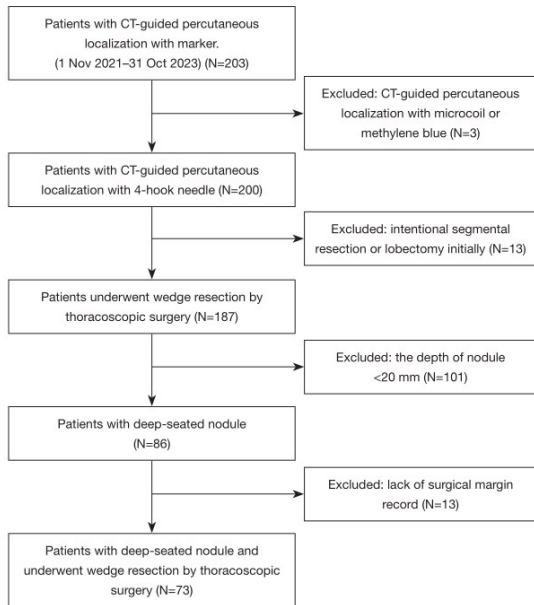 Patients with CT-guided percutaneous
localization with marker.
(1 Nov 2021–31 Oct 2023) (N=203)
Excluded: CT-guided percutaneous
localization with microcoil or
methylene blue (N=3)
Patients with CT-guided percutaneous
localization with 4-hook needle (N=200)
Excluded: intentional segmental
resection or lobectomy initially (N=13)
Patients underwent wedge resection by
thoracoscopic surgery (N=187)
Excluded: the depth of nodule
<20 mm (N=101)
Patients with deep-seated nodule
(N=86)
Excluded: lack of surgical margin
record (N=13)
Patients with deep-seated nodule and
underwent wedge resection by thoracoscopic
surgery (N=73)